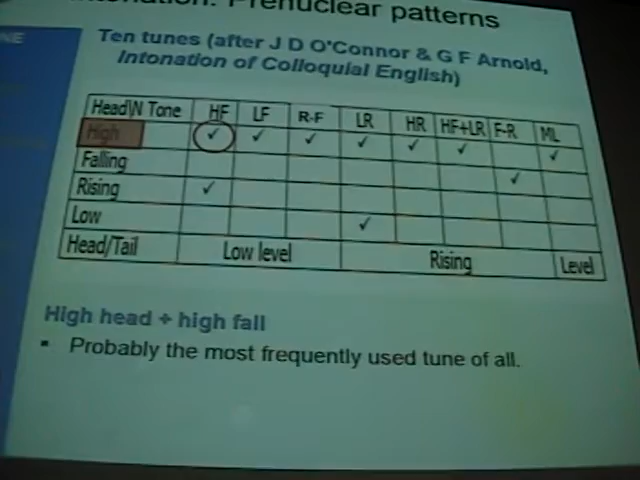 Prenuclear patterns
NE
Ten tunes (after J D O'Connor & G F Arnold,
Intonation of Colloquial English)
Head\N Tone HF LF R-F LR HR HF+LR F-R ML
High ✓ ✓ ✓ ✓ ✓ ✓ ✓
Falling ✓
Rising ✓
Low ✓
Head/Tail Low level Rising Level
High head + high fall
▪ Probably the most frequently used tune of all.